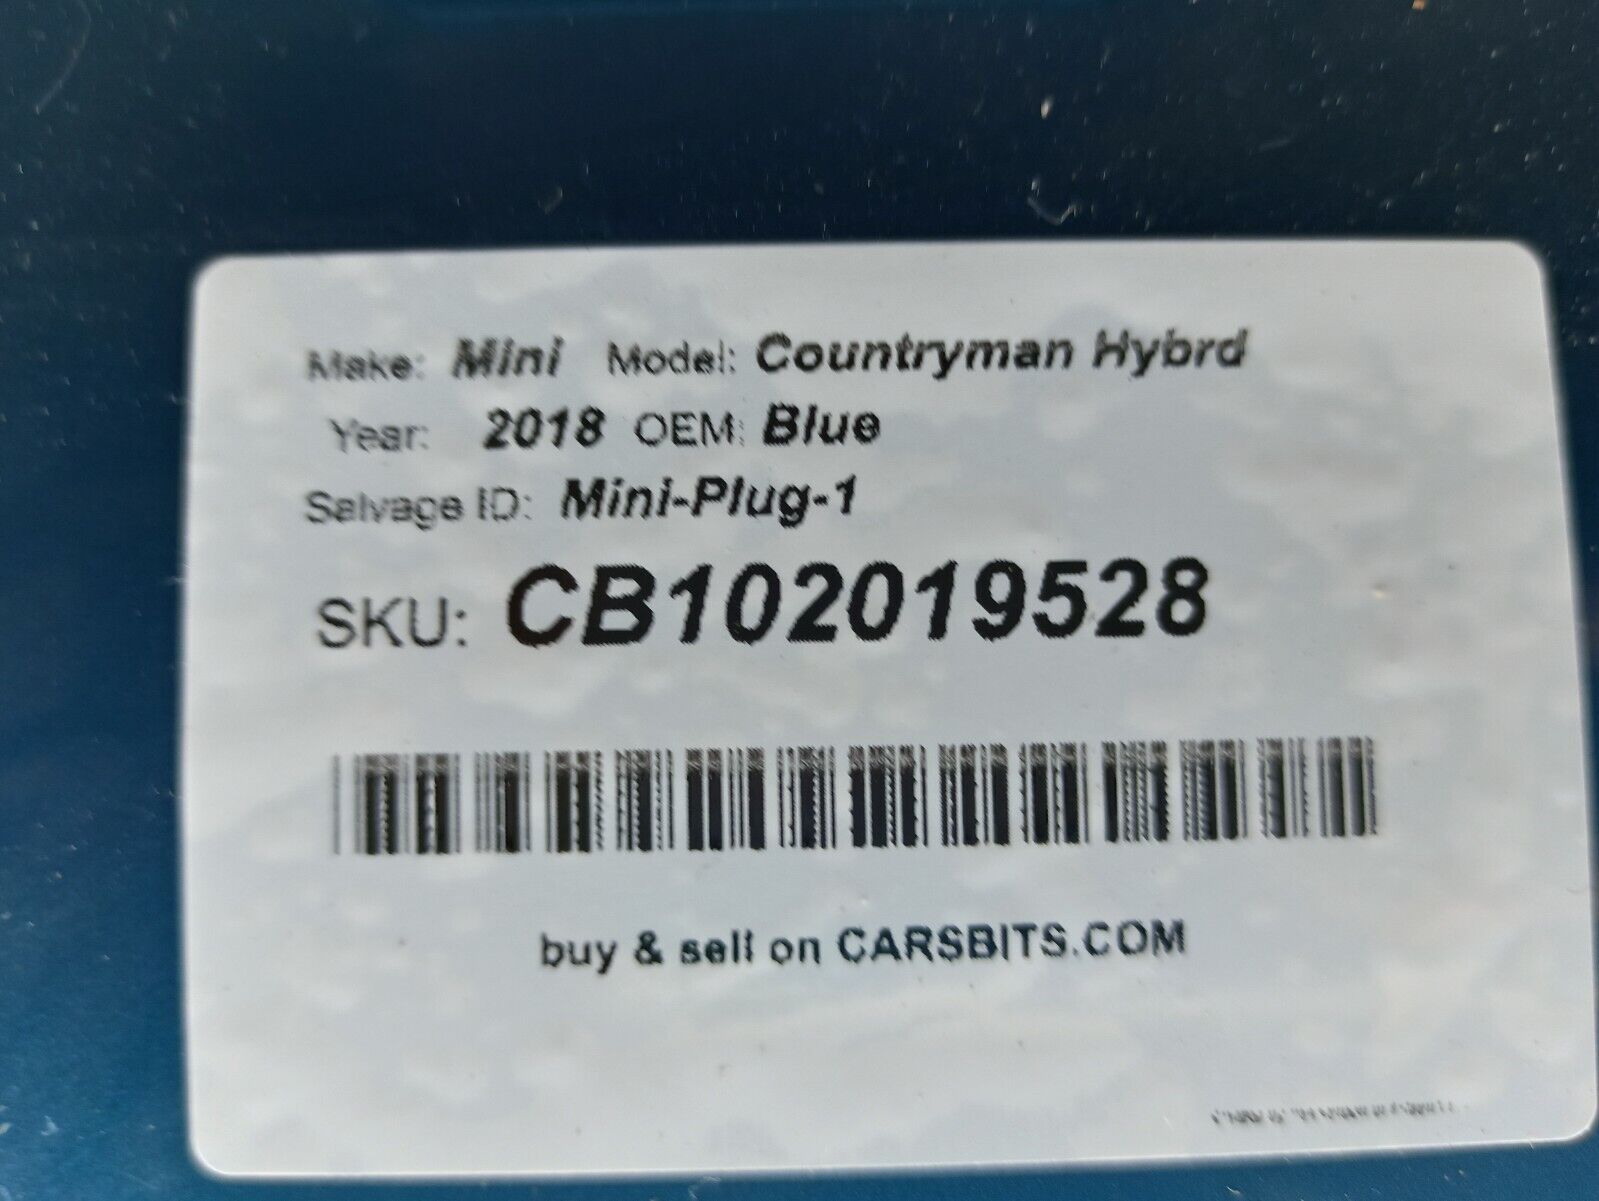 Make: Mini Model: Countryman Hybrd
Year: 2018 OEM: Blue
Salvage ID: Mini-Plug-1
SKU: CB102019528
buy & sell on CARSBITS.COM